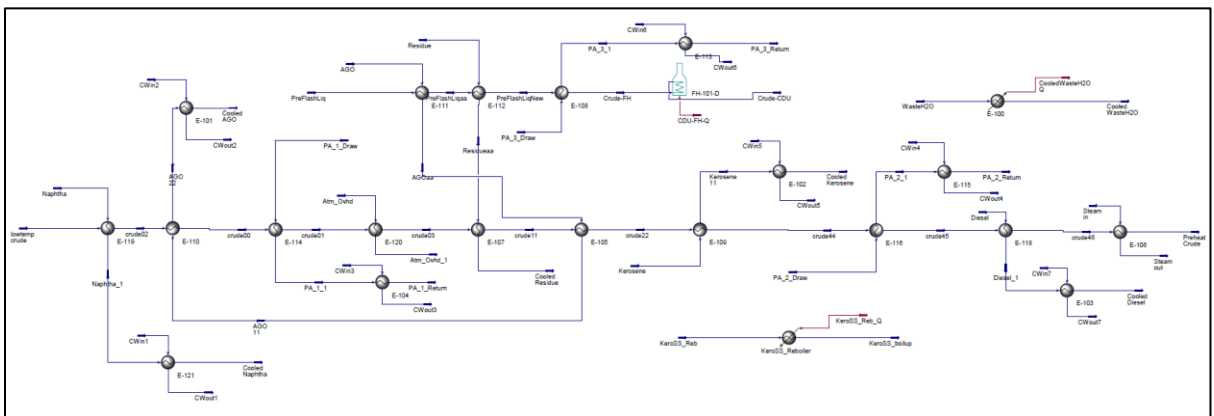 CWin6
Residue
PA_3_1
PA_3_Return
E-113
CWout6
AGO
CWin2
PreFlashLiq
E-111
PreFlashLiqaa
E-112
PreFlashLiqNew
E-108
Crude-FH
FH-101-D
Crude-CDU
CDU-FH-Q
CooledWasteH2O
Q
WasteH2O
E-100
Cooled
WasteH2O
E-101
Cooled
AGO
CWout2
PA_1_Draw
PA_3_Draw
Residueaa
AGOaa
CWin5
CWin4
AGO
22
Naphtha
Atm_Ovhd
Kerosene
11
E-102
Cooled
Kerosene
CWout5
PA_2_1
E-115
PA_2_Return
CWout4
Diesel
Steam
in
lowtemp
crude
E-119
crude02
E-110
crude00
E-114
crude01
E-120
crude03
E-107
crude11
E-105
crude22
E-109
crude44
E-116
crude45
E-118
crude46
E-106
Preheat
Crude
Atm_Ovhd_1
Kerosene
Steam
out
Naphtha_1
CWin3
PA_1_1
E-104
PA_1_Return
CWout3
Cooled
Residue
PA_2_Draw
Diesel_1
CWin7
E-103
Cooled
Diesel
CWout7
AGO
11
CWin1
E-121
Cooled
Naphtha
CWout1
KeroSS_Reb_Q
KeroSS_Reb
KeroSS_Reboiler
KeroSS_boilup